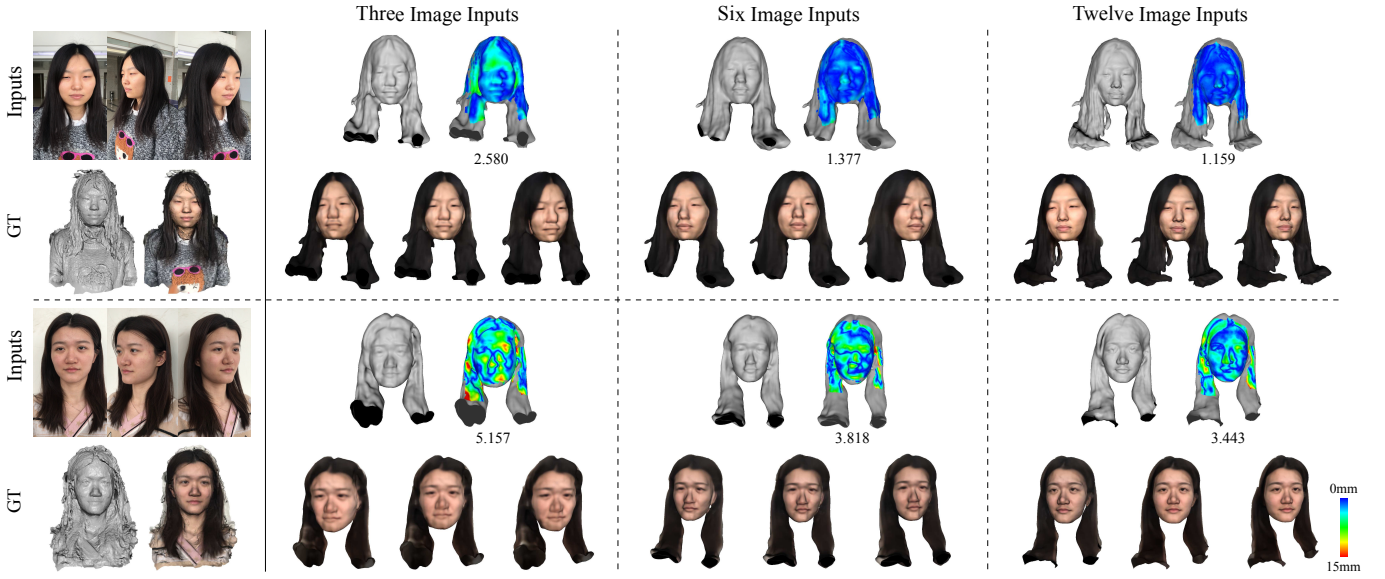 Three Image Inputs
Six Image Inputs
Twelve Image Inputs
Inputs
2.580
1.377
1.159
GT
Inputs
5.157
3.818
3.443
GT
0mm
15mm